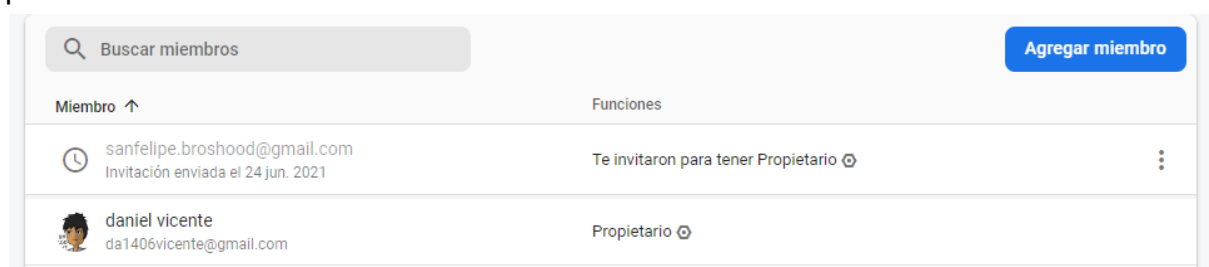 Buscar miembros
Agregar miembro
Miembro ↑
Funciones
sanfelipe.broshood@gmail.com
Invitación enviada el 24 jun. 2021
Te invitaron para tener Propietario
daniel vicente
da1406vicente@gmail.com
Propietario